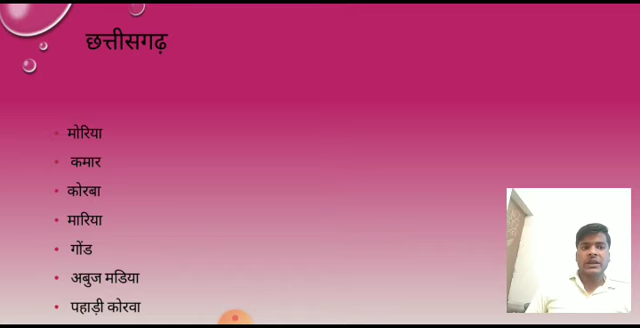 छत्तीसगढ़
मोरिया
कमार
कोरबा
मारिया
गोंड
अबुज मडिया
पहाड़ी कोरवा